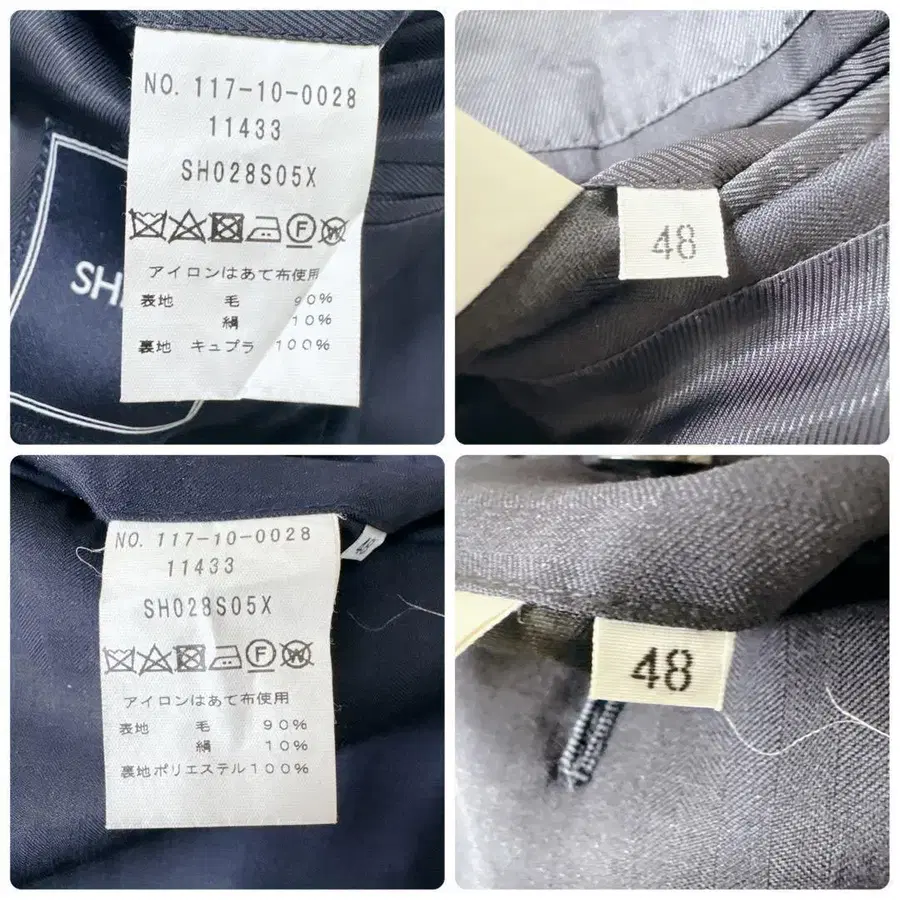 NO. 117-10-0028
11433
SH028S05X
アイロンはあて布使用
表地 毛 90%
絹 10%
裏地 キュプラ 100%
SH
48
NO. 117-10-0028
11433
SH028S05X
アイロンはあて布使用
表地 毛 90%
絹 10%
裏地ポリエステル100%
48